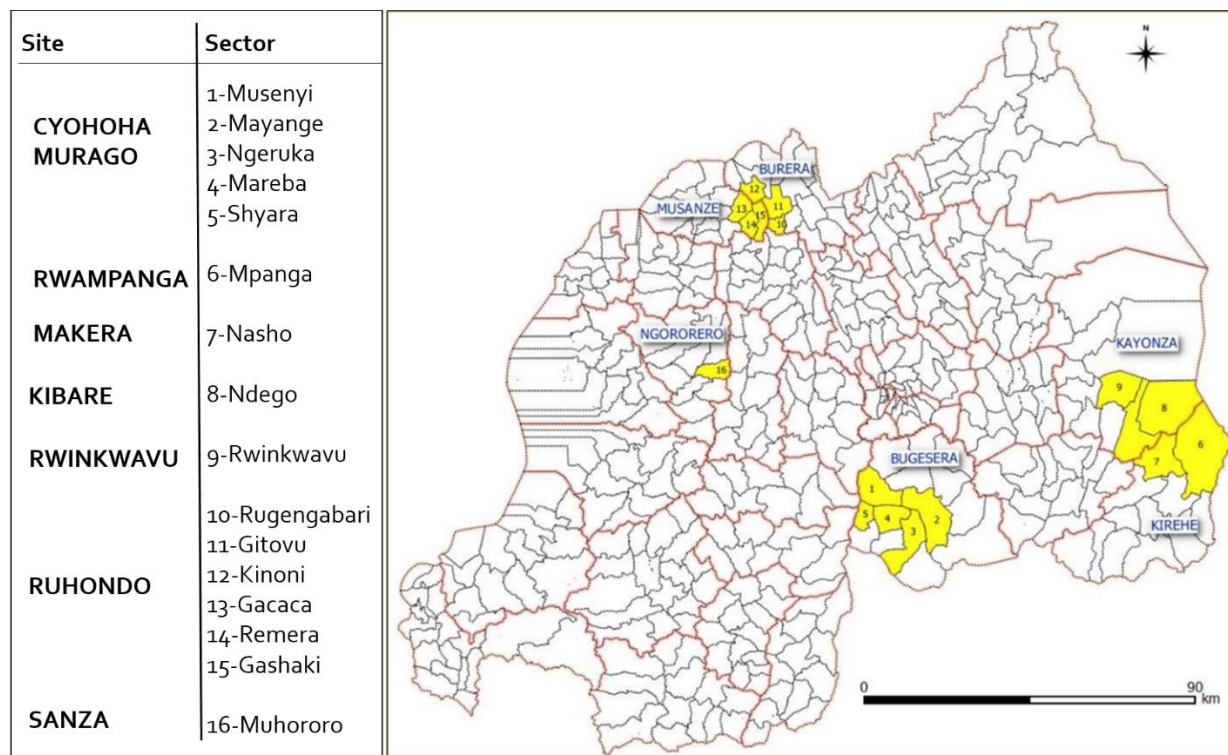 Site Sector
CYOHOHA
MURAGO
1-Musenyi
2-Mayange
3-Ngeruka
4-Mareba
5-Shyara
RWAMPANGA 6-Mpanga
MAKERA 7-Nasho
KIBARE 8-Ndego
RWINKWAVU 9-Rwinkwavu
RUHONDO
10-Rugengabari
11-Gitovu
12-Kinoni
13-Gacaca
14-Remera
15-Gashaki
SANZA 16-Muhororo
N
BURERA
12
MUSANZE 13 15 11
14 10
NGORORERO
16
KAYONZA
9
8
6
7
BUGESERA
1
5 4 2
3
KIREHE
0 90
km